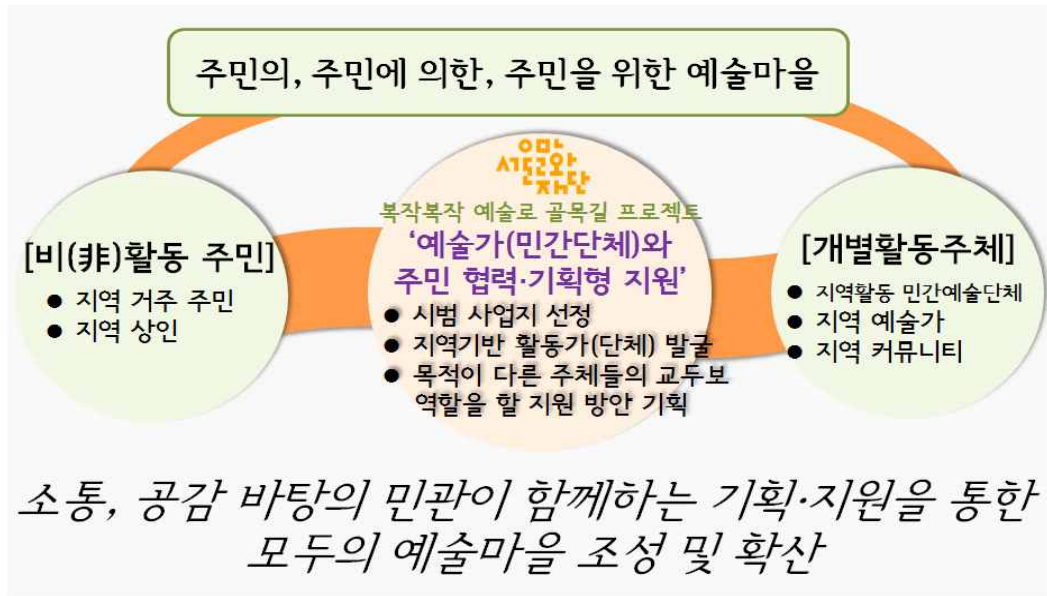 주민의, 주민에 의한, 주민을 위한 예술마을
[비(非)활동 주민]
● 지역 거주 주민
● 지역 상인
복작복작 예술로 골목길 프로젝트
‘예술가(민간단체)와
주민 협력·기획형 지원’
● 시범 사업지 선정
● 지역기반 활동가(단체) 발굴
● 목적이 다른 주체들의 교두보
역할을 할 지원 방안 기획
[개별활동주체]
● 지역활동 민간예술단체
● 지역 예술가
● 지역 커뮤니티
소통, 공감 바탕의 민관이 함께하는 기획·지원을 통한
모두의 예술마을 조성 및 확산